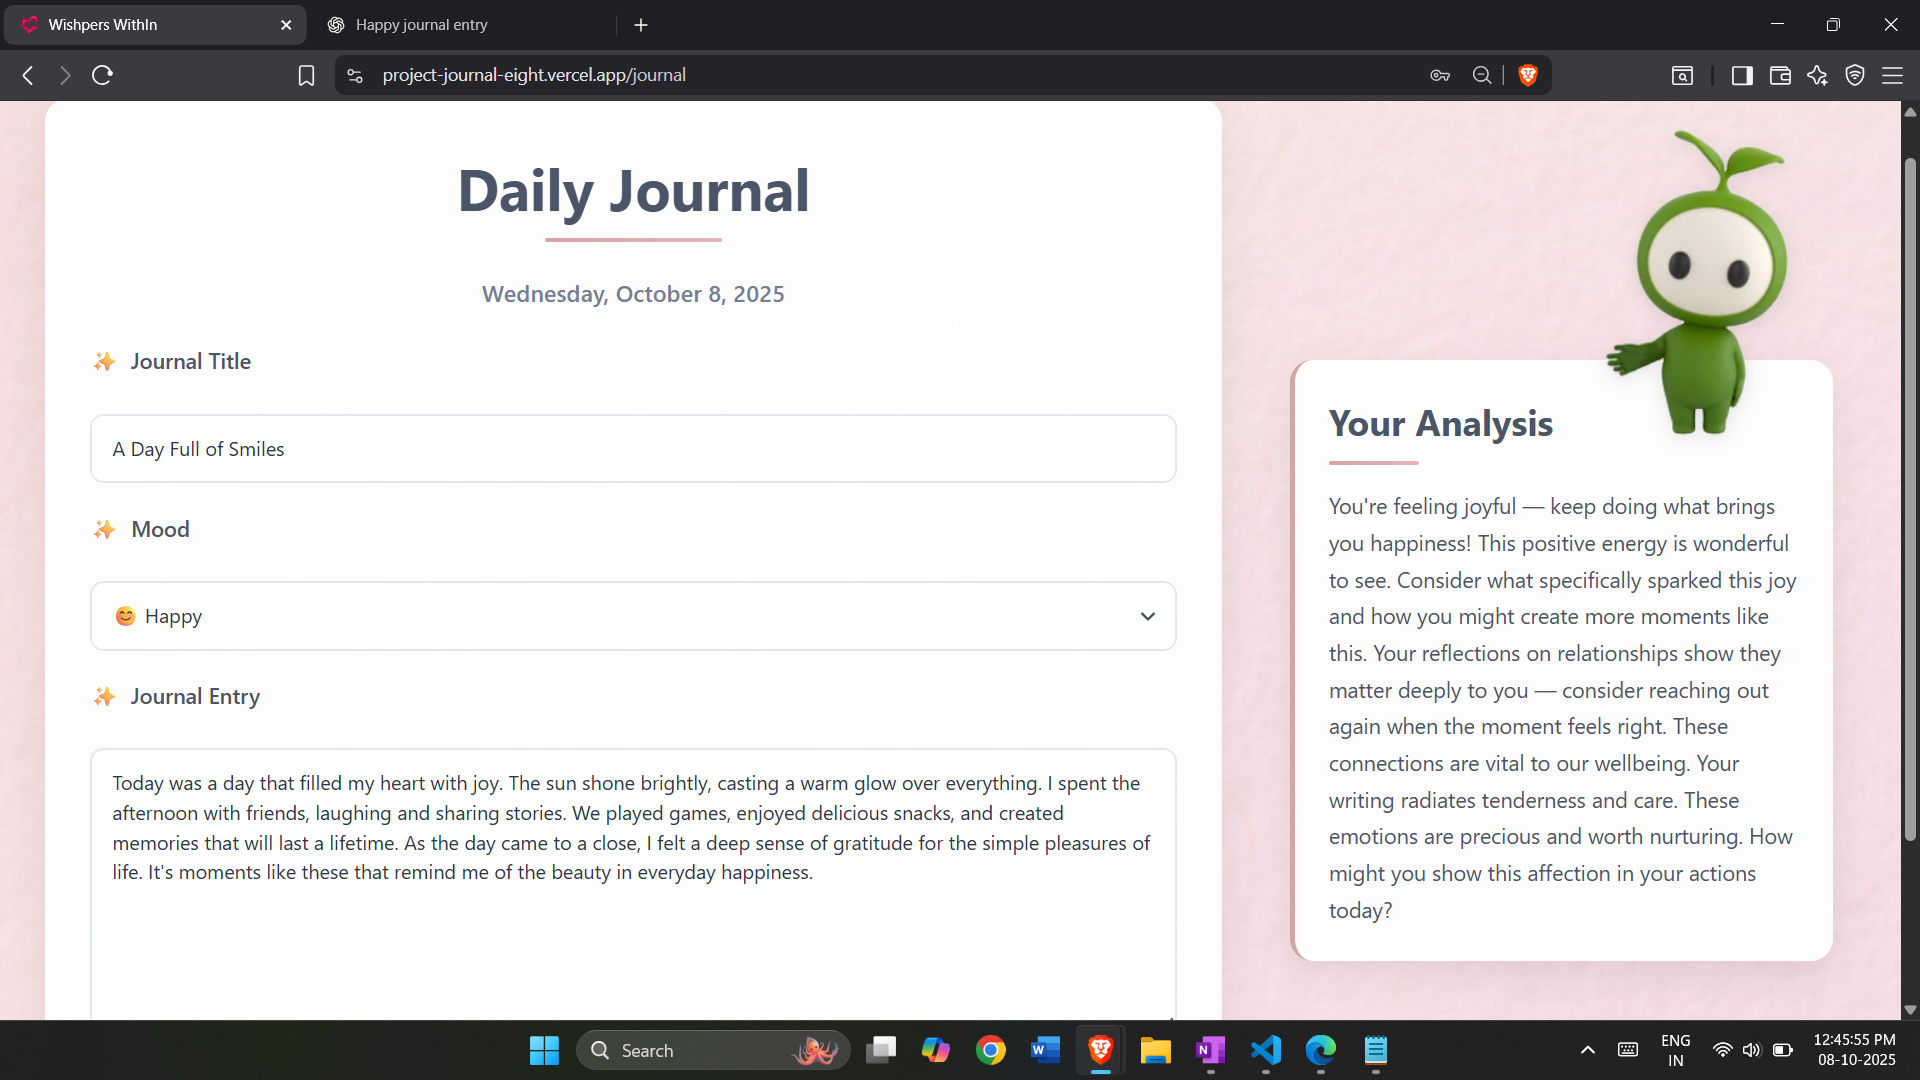 Wishpers WithIn
Happy journal entry
project-journal-eight.vercel.app/journal
Daily Journal
Wednesday, October 8, 2025
✨ Journal Title
A Day Full of Smiles
✨ Mood
😊 Happy
✨ Journal Entry
Today was a day that filled my heart with joy. The sun shone brightly, casting a warm glow over everything. I spent the
afternoon with friends, laughing and sharing stories. We played games, enjoyed delicious snacks, and created
memories that will last a lifetime. As the day came to a close, I felt a deep sense of gratitude for the simple pleasures of
life. It's moments like these that remind me of the beauty in everyday happiness.
Your Analysis
You're feeling joyful — keep doing what brings
you happiness! This positive energy is wonderful
to see. Consider what specifically sparked this joy
and how you might create more moments like
this. Your reflections on relationships show they
matter deeply to you — consider reaching out
again when the moment feels right. These
connections are vital to our wellbeing. Your
writing radiates tenderness and care. These
emotions are precious and worth nurturing. How
might you show this affection in your actions
today?
Search
ENG
IN
12:45:55 PM
08-10-2025